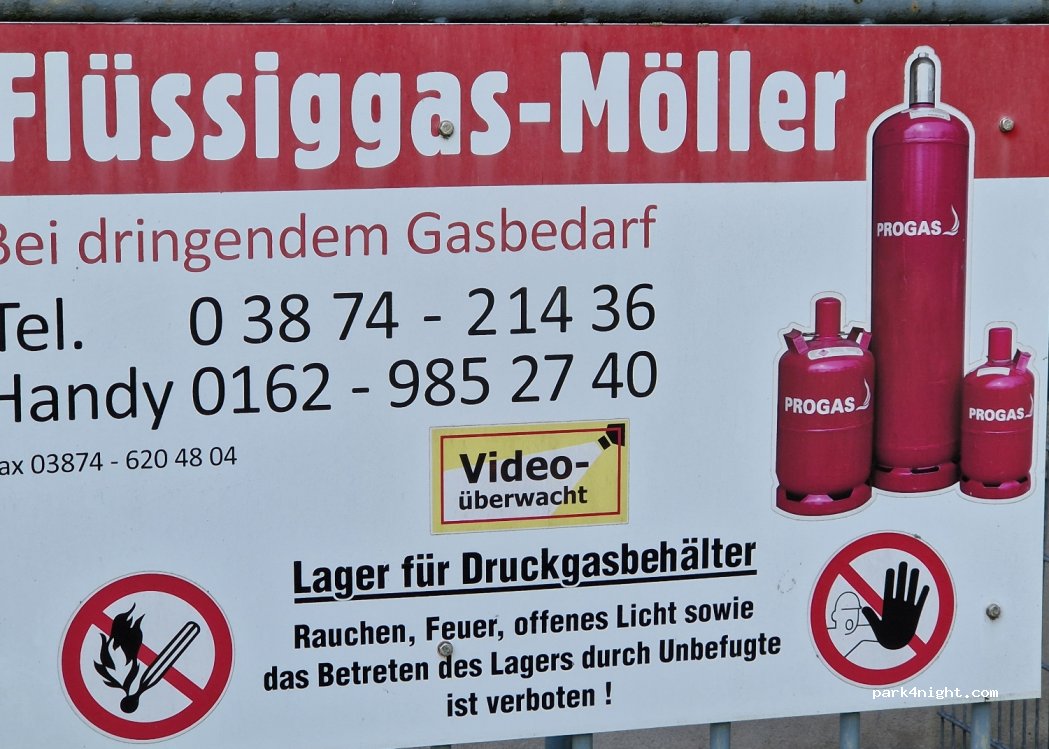 Flüssiggas-Möller
Bei dringendem Gasbedarf
Tel. 0 38 74 - 2 14 36
Handy 0162 - 985 27 40
ax 03874 - 620 48 04
PROGAS
PROGAS
PROGAS
Video-
überwacht
Lager für Druckgasbehälter
Rauchen, Feuer, offenes Licht sowie
das Betreten des Lagers durch Unbefugte
ist verboten !
park4night.com